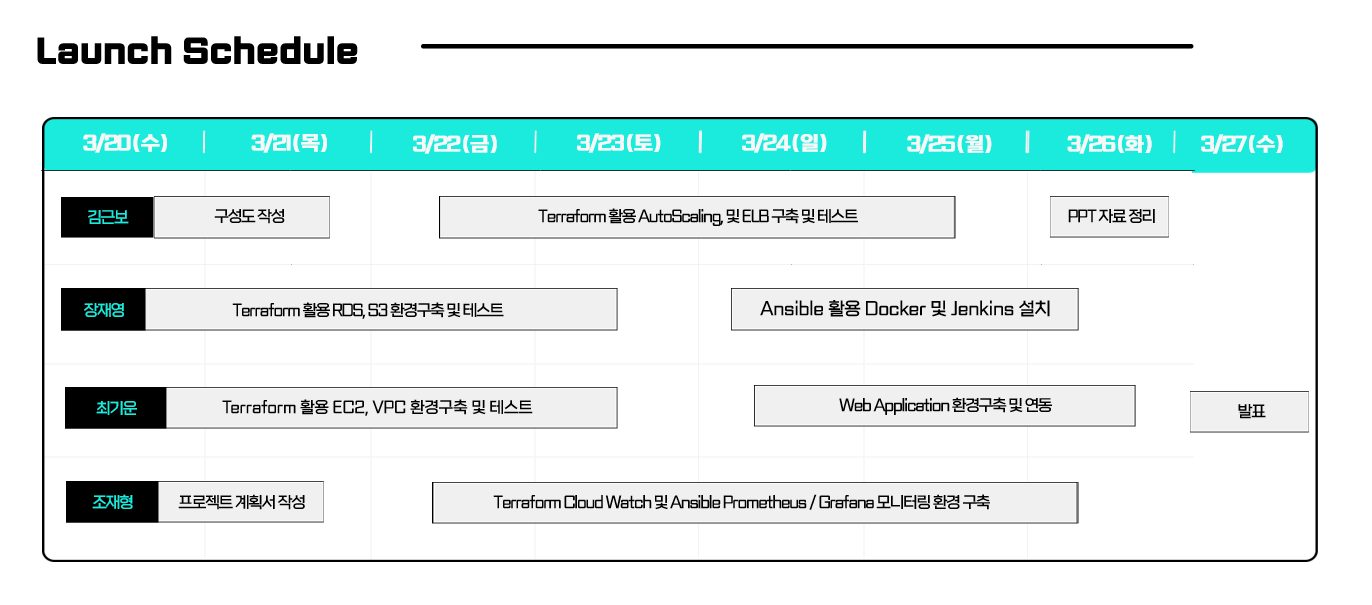 Launch Schedule
3/20(수) 3/21(목) 3/22(금) 3/23(토) 3/24(일) 3/25(월) 3/26(화) 3/27(수)
김근보 구성도 작성 Terraform 활용 AutoScaling, 및 ELB 구축 및 테스트 PPT 자료 정리
장재영 Terraform 활용 RDS, S3 환경구축 및 테스트 Ansible 활용 Docker 및 Jenkins 설치
최기운 Terraform 활용 EC2, VPC 환경구축 및 테스트 Web Application 환경구축 및 연동 발표
조재형 프로젝트 계획서 작성 Terraform Cloud Watch 및 Ansible Prometheus / Grafana 모니터링 환경 구축